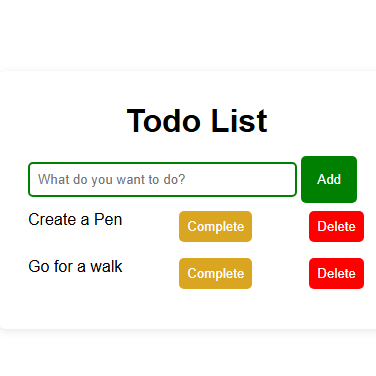 Todo List
What do you want to do? Add
Create a Pen Complete Delete
Go for a walk Complete Delete